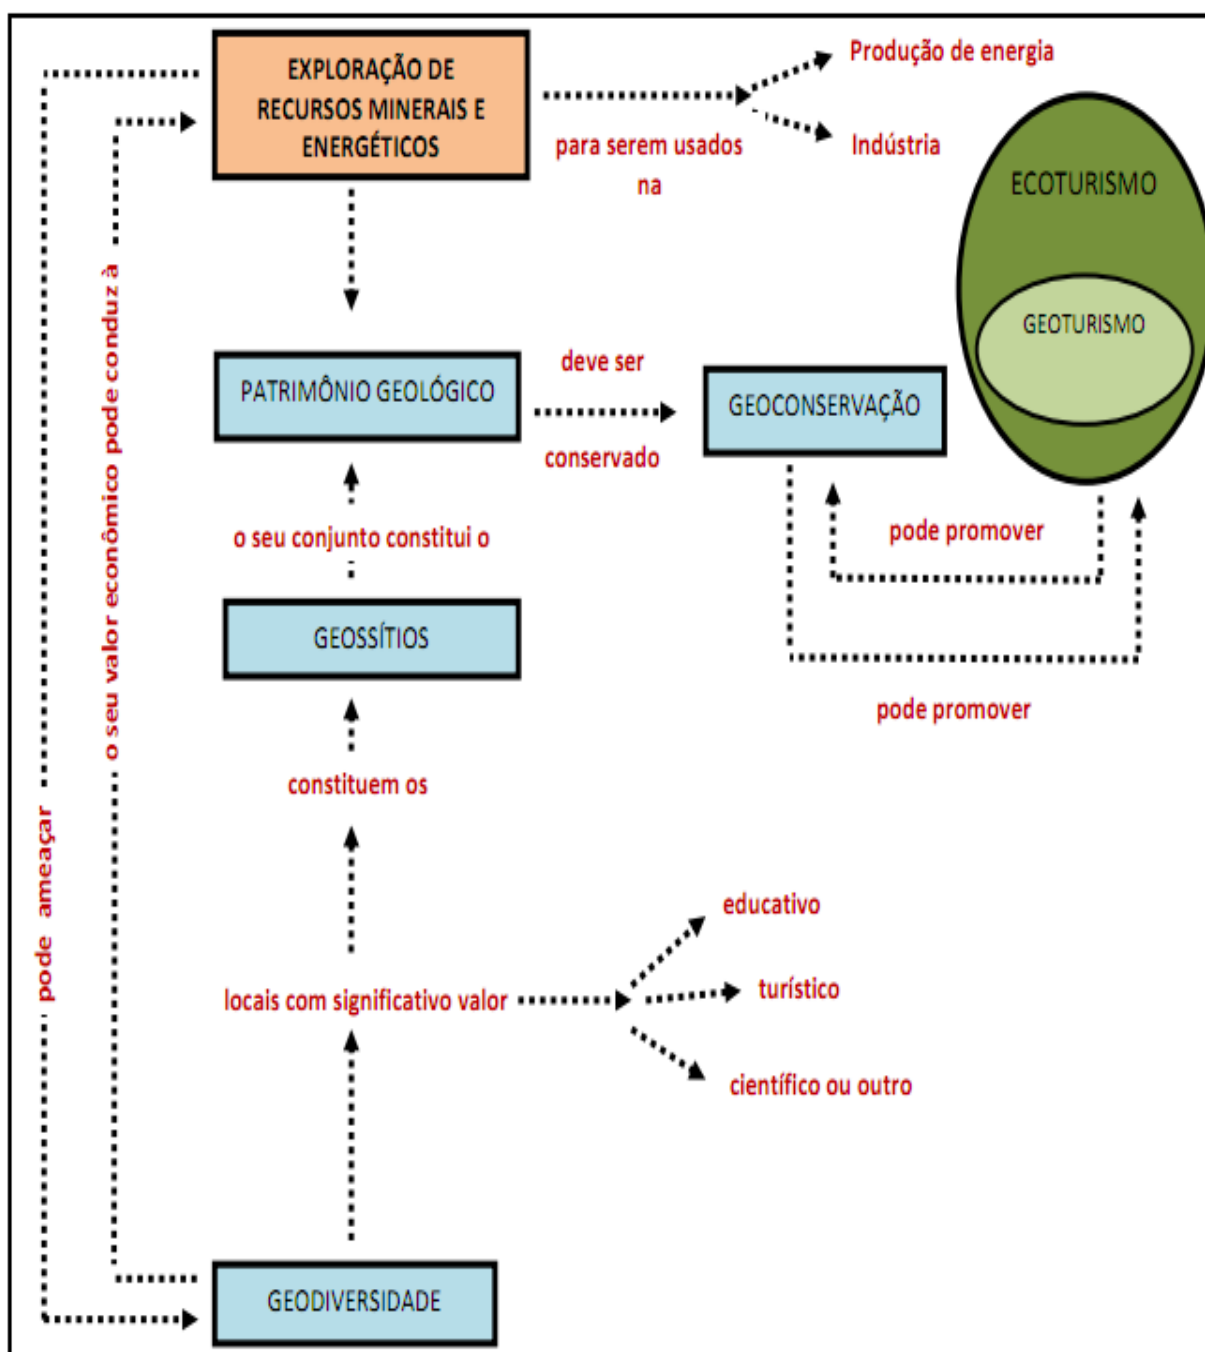 EXPLORAÇÃO DE
RECURSOS MINERAIS E
ENERGÉTICOS
para serem usados
na
Produção de energia
Indústria
ECOTURISMO
GEOTURISMO
PATRIMÔNIO GEOLÓGICO
deve ser
conservado
GEOCONSERVAÇÃO
pode promover
pode promover
o seu conjunto constitui o
GEOSSÍTIOS
constituem os
locais com significativo valor
educativo
turístico
científico ou outro
GEODIVERSIDADE
o seu valor econômico pode conduz à
pode ameaçar